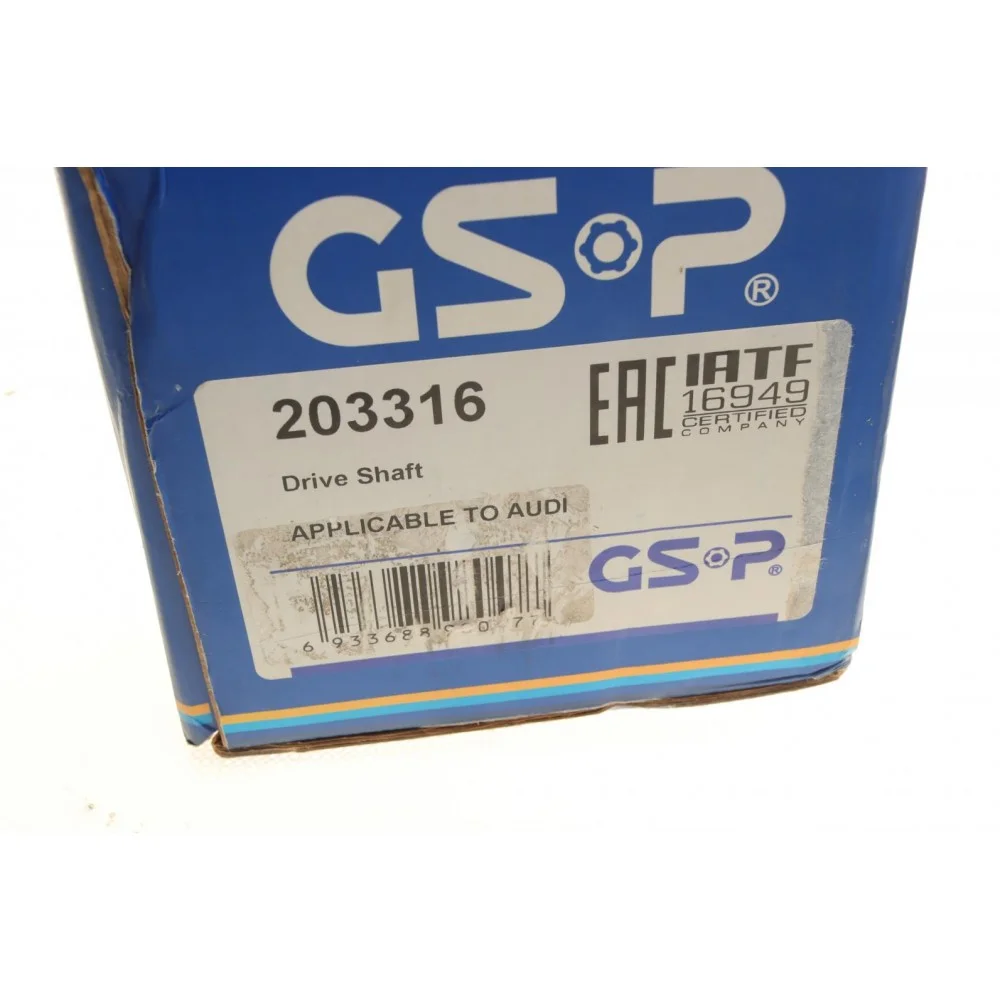 GSP®
203316
EAC IATF
16949
CERTIFIED
COMPANY
Drive Shaft
APPLICABLE TO AUDI
GSP®